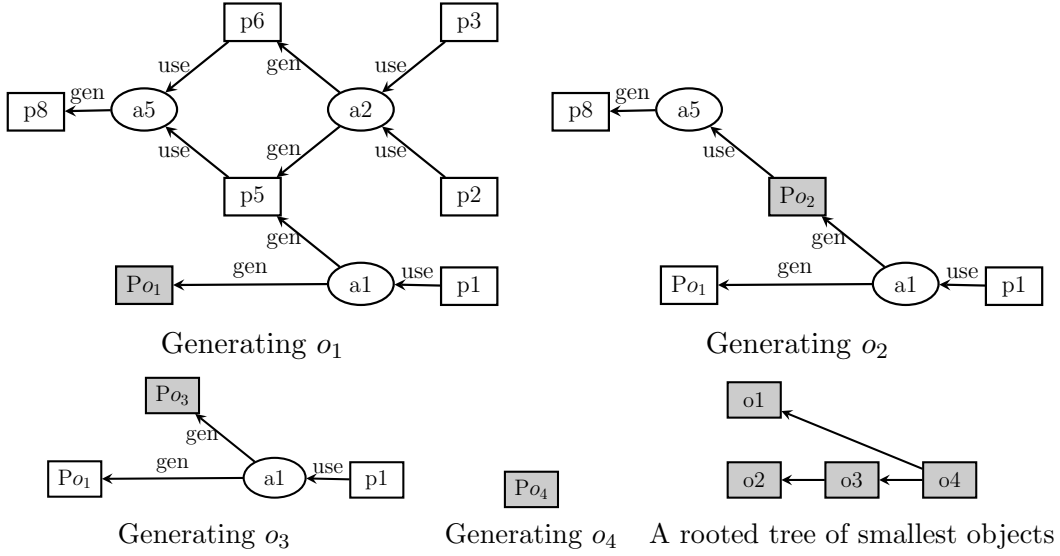 p6
p3
use
gen
use
p8
gen
a5
a2
use
gen
use
p5
p2
gen
Po₁
gen
a1
use
p1
Generating o₁
p8
gen
a5
use
Po₂
gen
Po₁
gen
a1
use
p1
Generating o₂
Po₃
gen
Po₁
gen
a1
use
p1
Generating o₃
Po₄
Generating o₄
o1
o2
o3
o4
A rooted tree of smallest objects